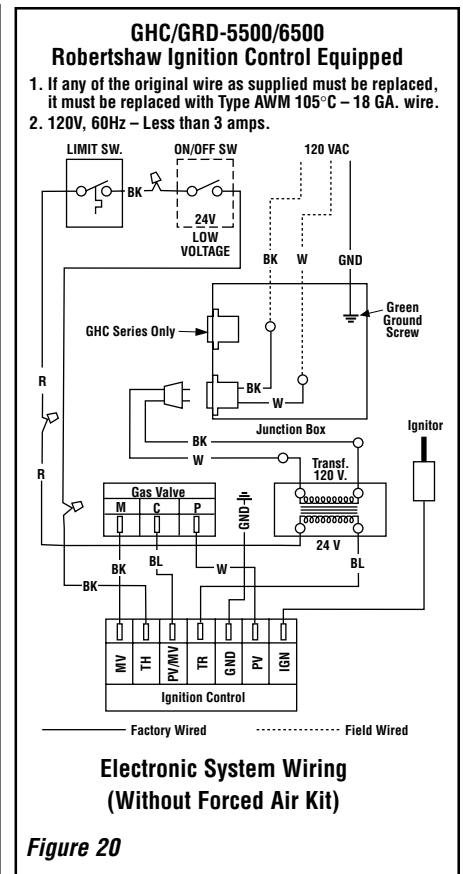 GHC/GRD-5500/6500
Robertshaw Ignition Control Equipped
1. If any of the original wire as supplied must be replaced,
it must be replaced with Type AWM 105°C – 18 GA. wire.
2. 120V, 60Hz – Less than 3 amps.
LIMIT SW. ON/OFF SW 120 VAC
BK
24V
LOW
VOLTAGE
BK W GND
GHC Series Only
Green
Ground
Screw
R
BK
W
Junction Box
Ignitor
BK
W
Transf.
120 V.
R
Gas Valve
M C P
GND
24 V
BK BL W BL
BK
MV TH PV/MV TR GND PV IGN
Ignition Control
Factory Wired Field Wired
Electronic System Wiring
(Without Forced Air Kit)
Figure 20